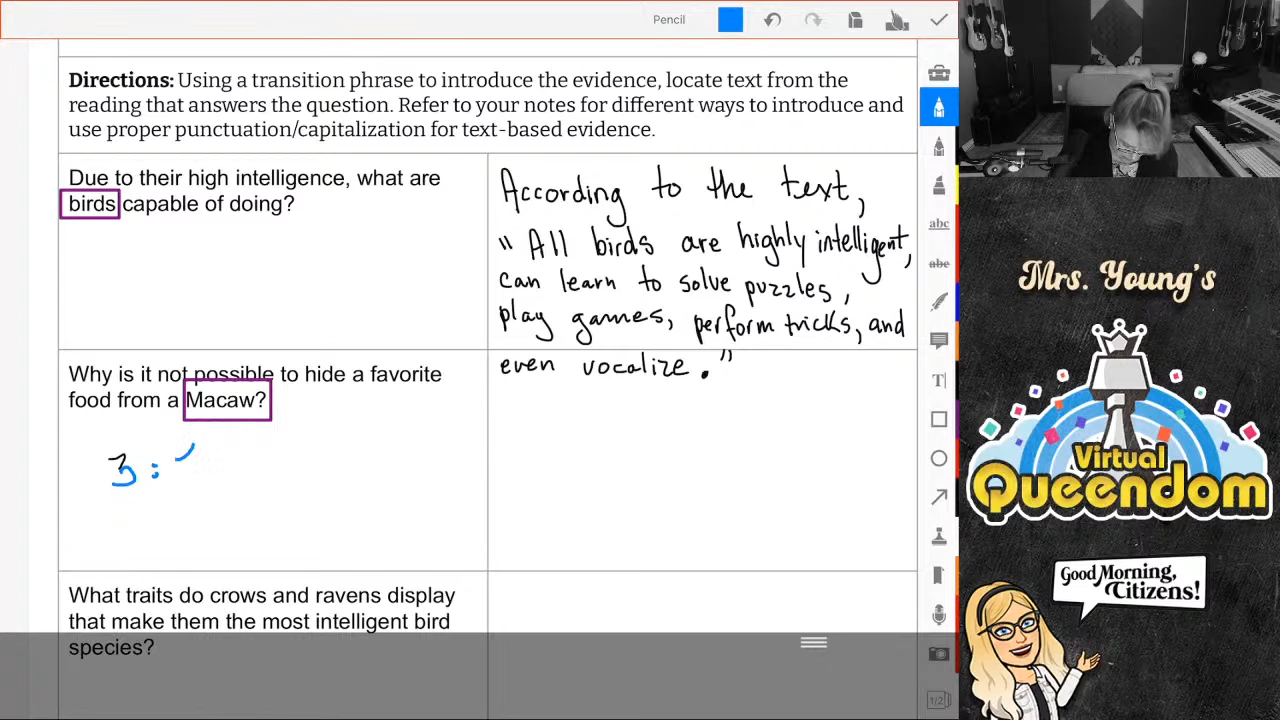 Pencil
Directions: Using a transition phrase to introduce the evidence, locate text from the
reading that answers the question. Refer to your notes for different ways to introduce and
use proper punctuation/capitalization for text-based evidence.
Due to their high intelligence, what are
birds capable of doing?
According to the text,
" All birds are highly intelligent,
can learn to solve puzzles,
play games, perform tricks, and
even vocalize."
Why is it not possible to hide a favorite
food from a Macaw?
3:
What traits do crows and ravens display
that make them the most intelligent bird
species?
abc
abc
T
1/2
Mrs. Young's
Virtual
Queendom
Good Morning,
Citizens!